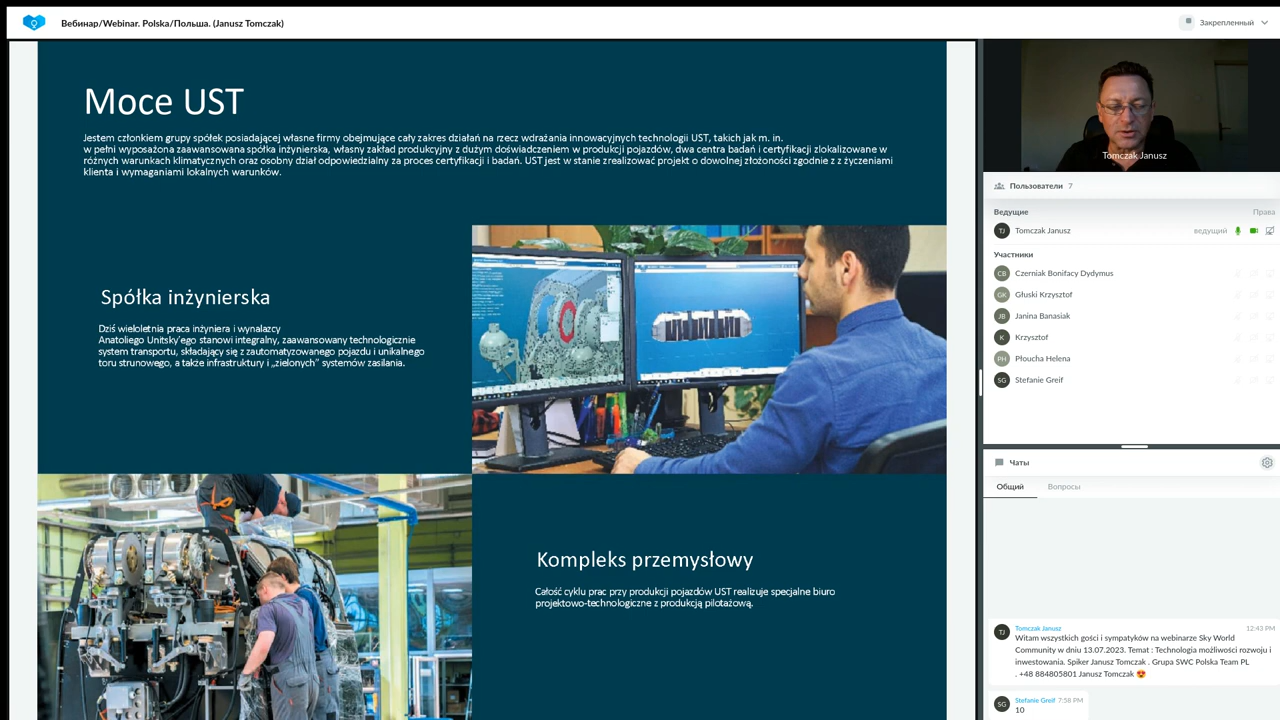 Вебинар/Webinar. Polska/Польша. (Janusz Tomczak)
Закрепленный
Moce UST
Jestem członkiem grupy spółek posiadającej własne firmy obejmujące cały zakres działań na rzecz wdrażania innowacyjnych technologii UST, takich jak m. in.
w pełni wyposażona zaawansowana spółka inżynierska, własny zakład produkcyjny z dużym doświadczeniem w produkcji pojazdów, dwa centra badań i certyfikacji zlokalizowane w
różnych warunkach klimatycznych oraz osobny dział odpowiedzialny za proces certyfikacji i badań. UST jest w stanie zrealizować projekt o dowolnej złożoności zgodnie z z życzeniami
klienta i wymaganiami lokalnych warunków.
Spółka inżynierska
Dziś wieloletnia praca inżyniera i wynalazcy
Anatoliego Unitsky'ego stanowi integralny, zaawansowany technologicznie
system transportu, składający się z zautomatyzowanego pojazdu i unikalnego
toru strunowego, a także infrastruktury i „zielonych” systemów zasilania.
Kompleks przemysłowy
Całość cyklu prac przy produkcji pojazdów UST realizuje specjalne biuro
projektowo-technologiczne z produkcją pilotażową.
Tomczak Janusz
Пользователи 7
Ведущие Права
TJ Tomczak Janusz ведущий
Участники
CB Czerniak Bonifacy Dydymus
GK Głuski Krzysztof
JB Janina Banasiak
K Krzysztof
PH Płoucha Helena
SG Stefanie Greif
Чаты
Общий Вопросы
TJ Tomczak Janusz 12:43 PM
Witam wszystkich gości i sympatyków na webinarze Sky World
Community w dniu 13.07.2023. Temat : Technologia możliwości rozwoju i
inwestowania. Spiker Janusz Tomczak . Grupa SWC Polska Team PL
. +48 884805801 Janusz Tomczak 😍
SG Stefanie Greif 7:58 PM
10